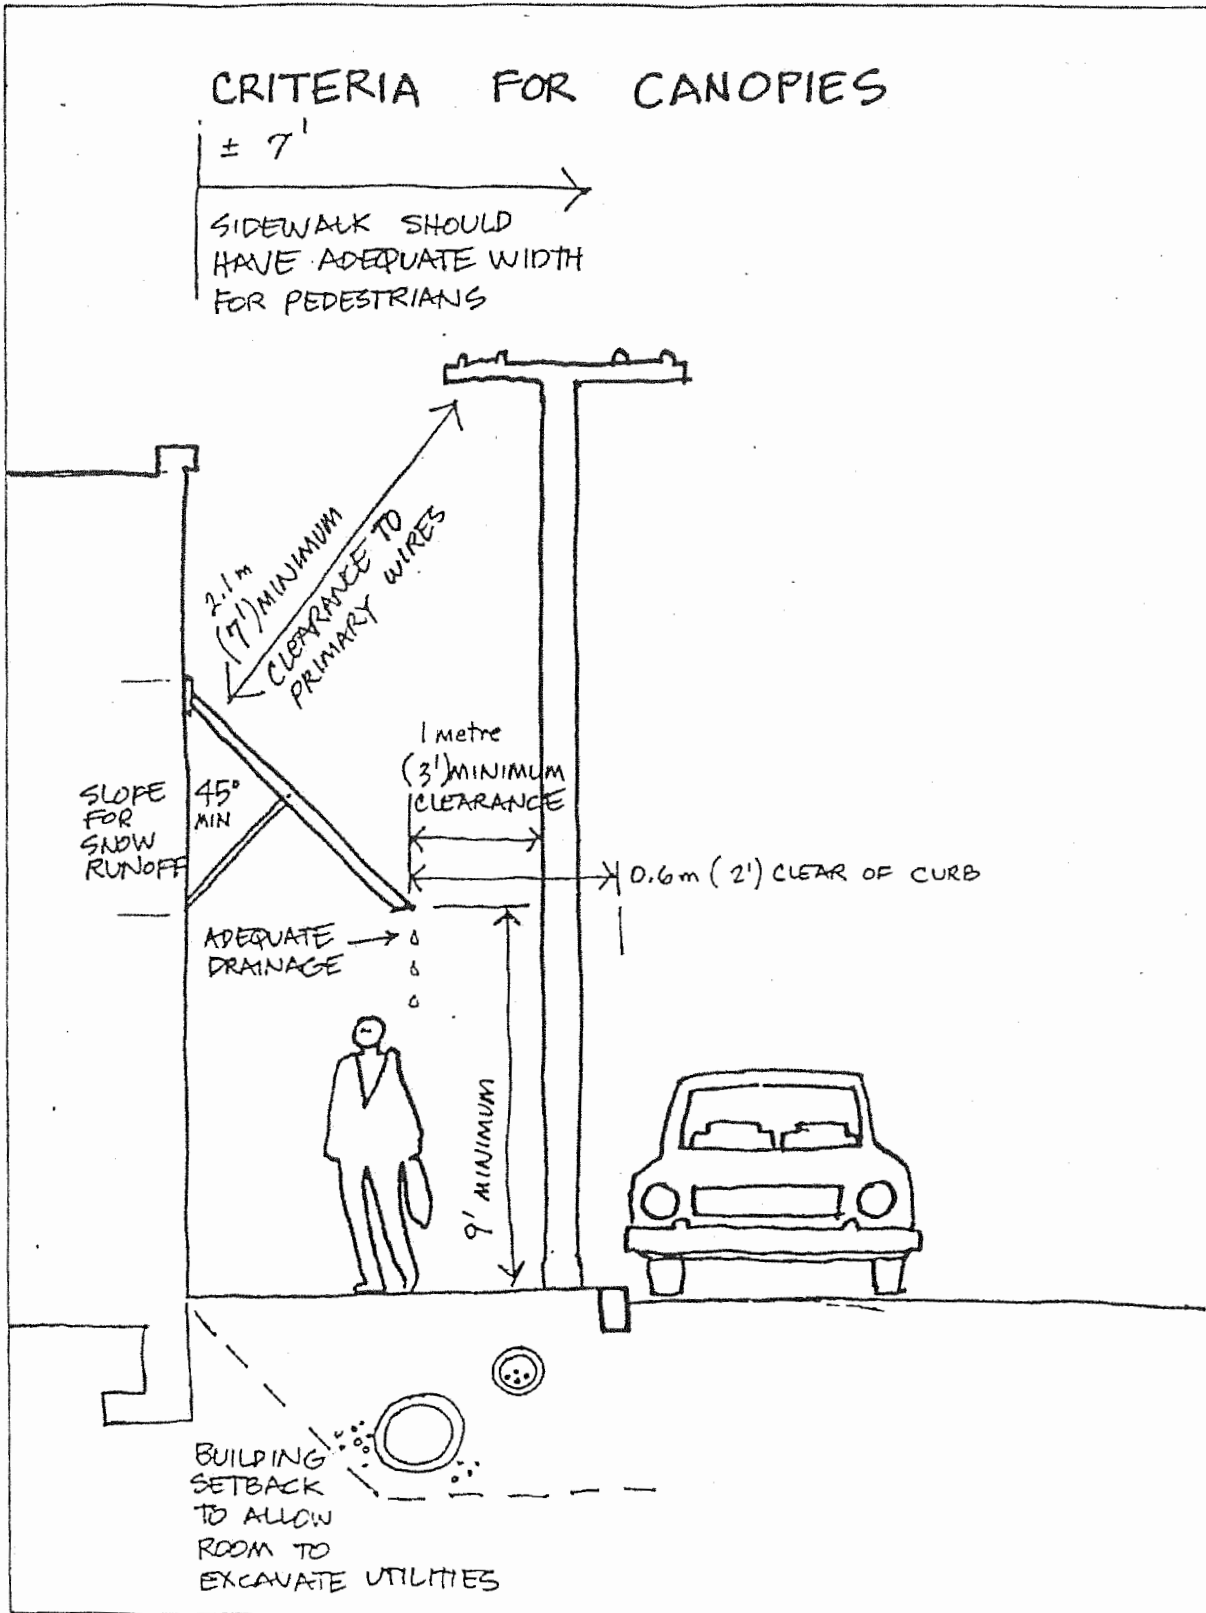 CRITERIA FOR CANOPIES
± 7'
SIDEWALK SHOULD
HAVE ADEQUATE WIDTH
FOR PEDESTRIANS
2.1m
(7') MINIMUM
CLEARANCE TO
PRIMARY WIRES
1 metre
(3') MINIMUM
CLEARANCE
SLOPE
FOR
SNOW
RUNOFF
45°
MIN
0.6m (2') CLEAR OF CURB
ADEQUATE
DRAINAGE
9' MINIMUM
BUILDING
SETBACK
TO ALLOW
ROOM TO
EXCAVATE UTILITIES